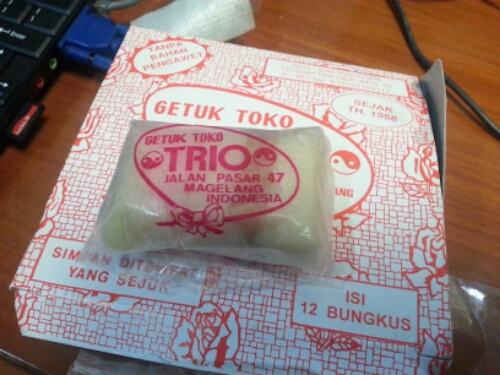 TANPA
BAHAN
PENGAWET
SEJAK
TH. 1958
GETUK TOKO
GETUK TOKO
TRIO
JALAN PASAR 47
MAGELANG
INDONESIA
SIMPAN
YANG SEJUK
ISI
12 BUNGKUS